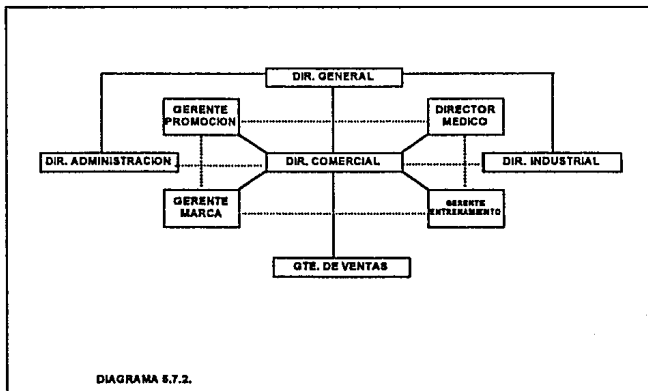 DIR. GENERAL
GERENTE
PROMOCION
DIRECTOR
MEDICO
DIR. ADMINISTRACION
DIR. COMERCIAL
DIR. INDUSTRIAL
GERENTE
MARCA
GERENTE
ENTRENAMIENTO
GTE. DE VENTAS
DIAGRAMA 5.7.2.